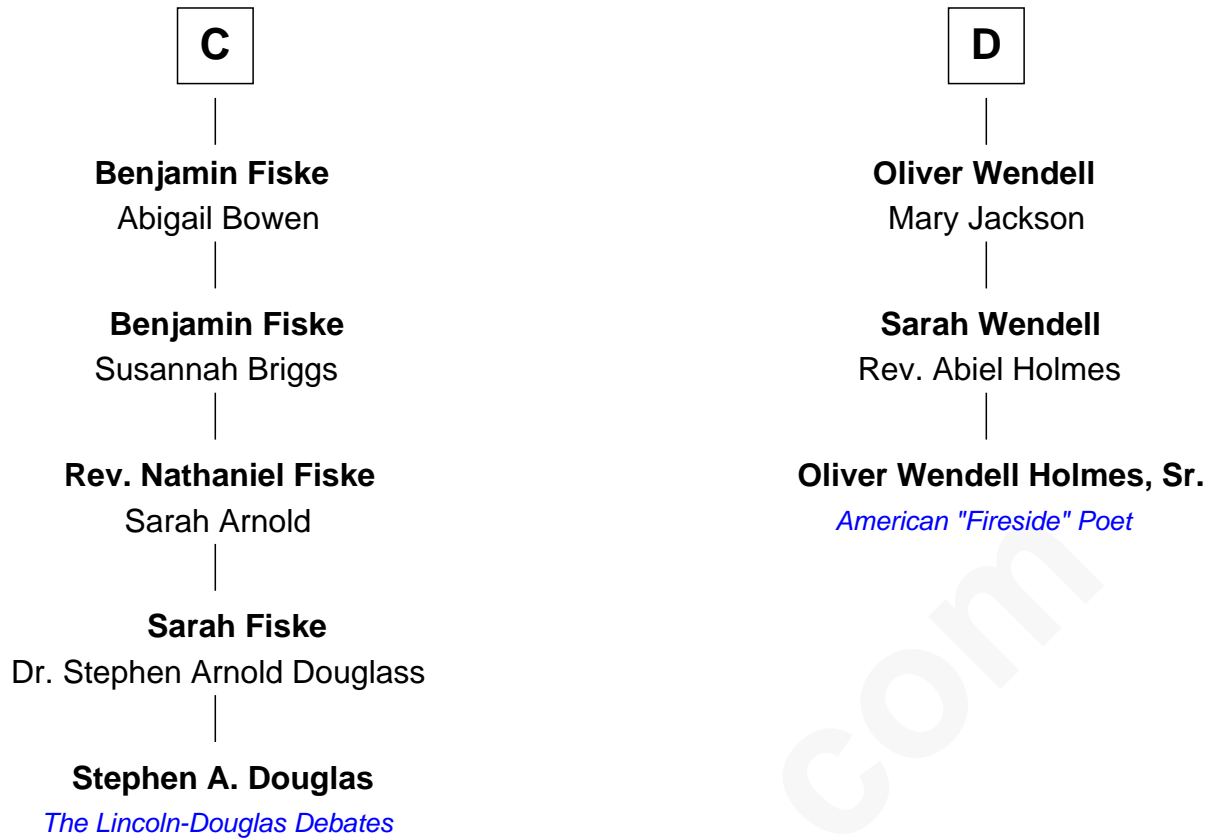 C
Benjamin Fiske
Abigail Bowen
Benjamin Fiske
Susannah Briggs
Rev. Nathaniel Fiske
Sarah Arnold
Sarah Fiske
Dr. Stephen Arnold Douglass
Stephen A. Douglas
The Lincoln-Douglas Debates
D
Oliver Wendell
Mary Jackson
Sarah Wendell
Rev. Abiel Holmes
Oliver Wendell Holmes, Sr.
American "Fireside" Poet
com